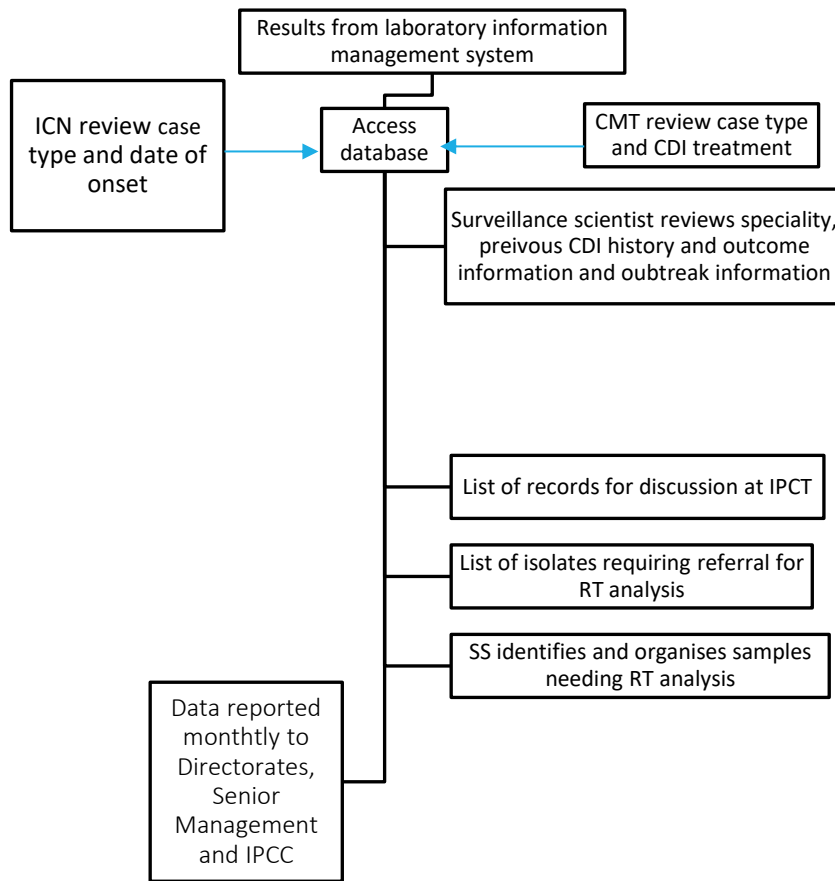 Results from laboratory information
management system
ICN review case
type and date of
onset
Access
database
CMT review case type
and CDI treatment
Surveillance scientist reviews speciality,
preivous CDI history and outcome
information and oubtreak information
List of records for discussion at IPCT
List of isolates requiring referral for
RT analysis
SS identifies and organises samples
needing RT analysis
Data reported
monthtly to
Directorates,
Senior
Management
and IPCC